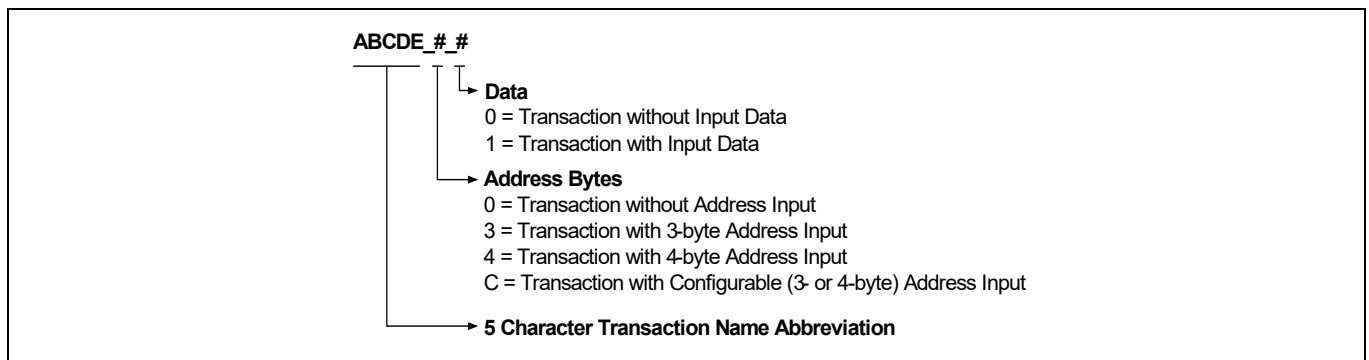 ABCDE_#_#
Data
0 = Transaction without Input Data
1 = Transaction with Input Data
Address Bytes
0 = Transaction without Address Input
3 = Transaction with 3-byte Address Input
4 = Transaction with 4-byte Address Input
C = Transaction with Configurable (3- or 4-byte) Address Input
5 Character Transaction Name Abbreviation